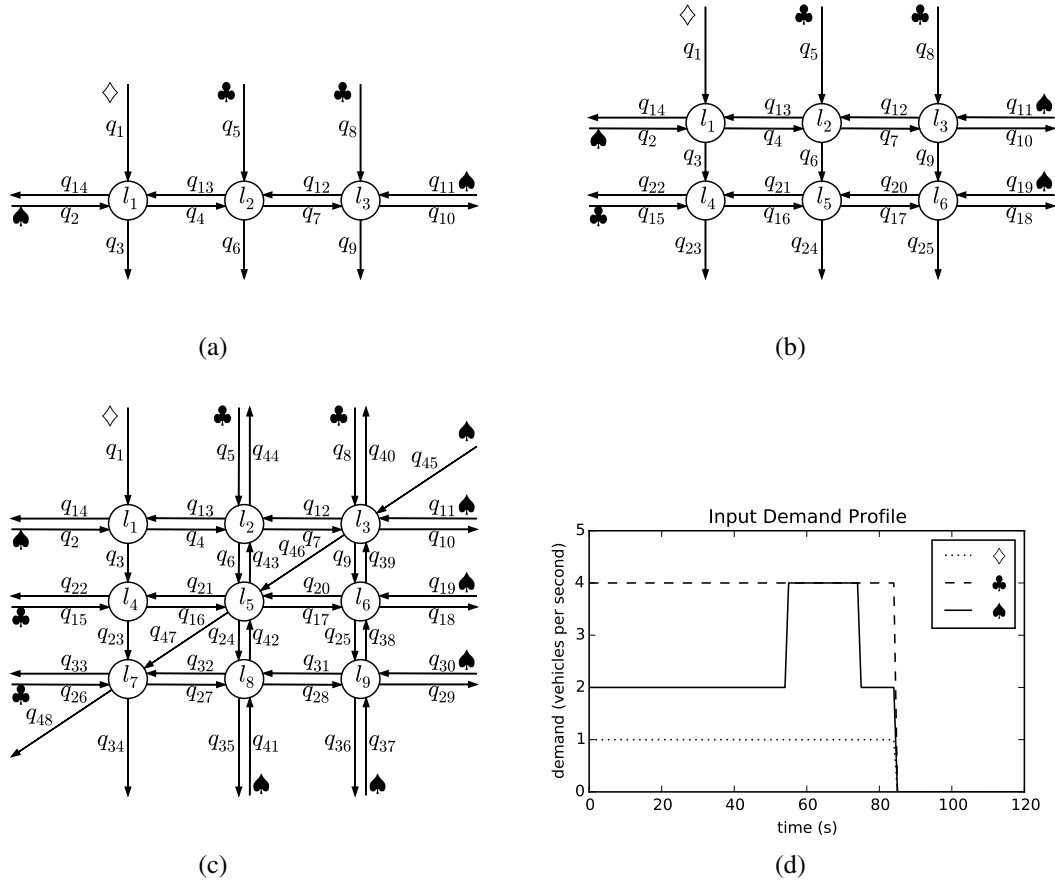 ♢ ♣ ♣
q1 q5 q8
q14 q13 q12 q11 ♠
l1 l2 l3
♠ q2 q4 q7 q10
q3 q6 q9
(a)
♢ ♣ ♣
q1 q5 q8
q14 q13 q12 q11 ♠
l1 l2 l3
♠ q2 q4 q7 q10
q3 q6 q9
q22 q21 q20 q19 ♠
l4 l5 l6
♣ q15 q16 q17 q18
q23 q24 q25
(b)
♢ ♣ ♣ ♠
q1 q5 q44 q8 q40 q45
q14 q13 q12 q11 ♠
l1 l2 l3
♠ q2 q4 q7 q10
q3 q6 q43 q46 q9 q39
q22 q21 q20 q19 ♠
l4 l5 l6
♣ q15 q16 q17 q18
q23 q47 q24 q42 q25 q38
q33 q32 q31 q30 ♠
l7 l8 l9
♣ q26 q27 q28 q29
q48 q34 q35 q41 q36 q37
♠ ♠
(c)
Input Demand Profile
demand (vehicles per second)
5
4
3
2
1
0
0 20 40 60 80 100 120
time (s)
♢
♣
♠
(d)